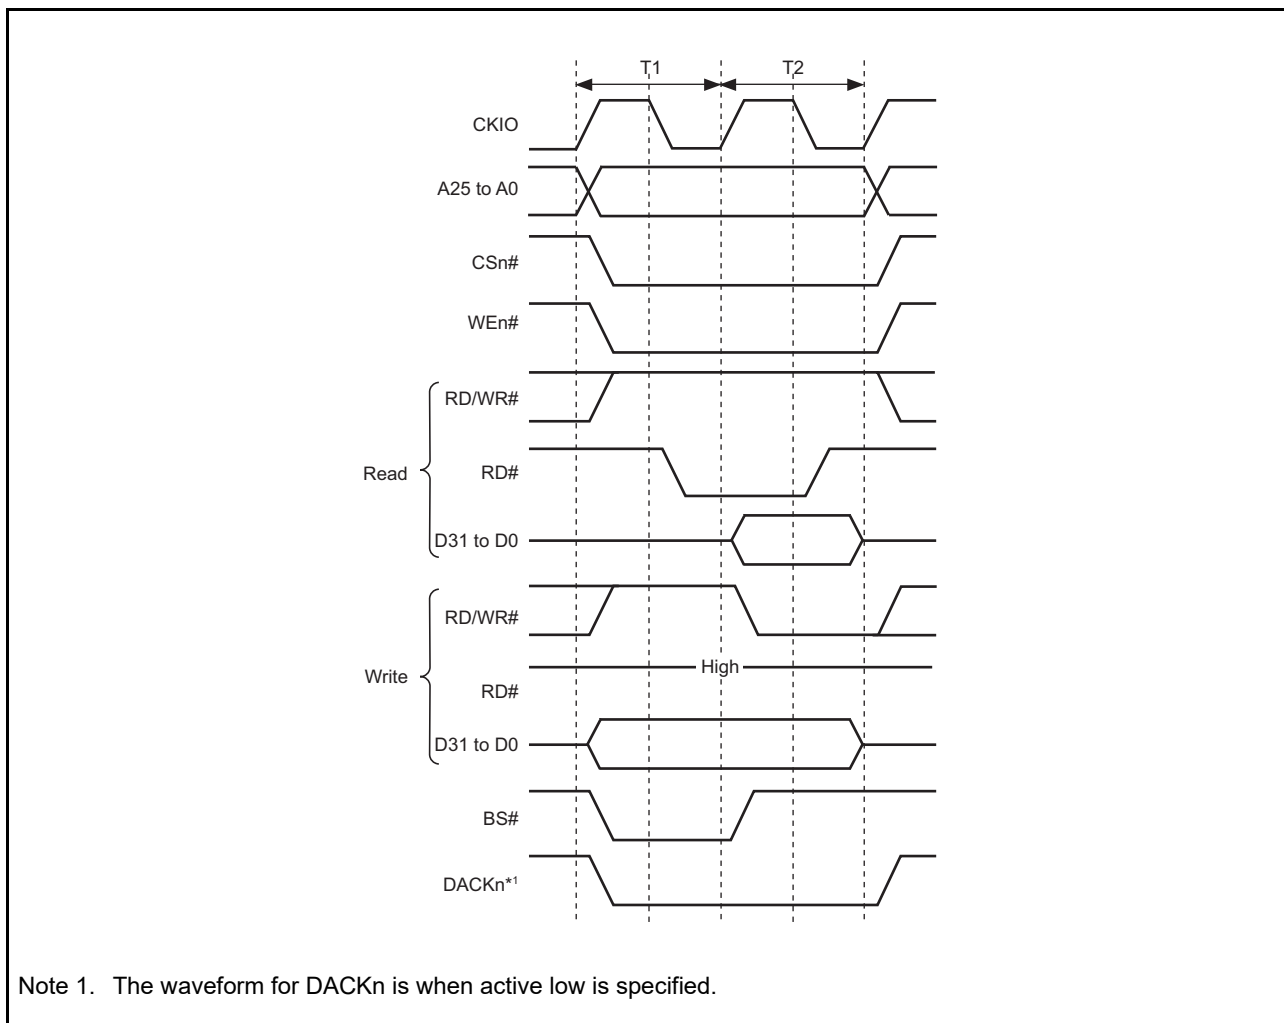 T1 T2
CKIO
A25 to A0
CSn#
WEn#
RD/WR#
Read
RD#
D31 to D0
RD/WR#
High
Write
RD#
D31 to D0
BS#
DACKn*1
Note 1. The waveform for DACKn is when active low is specified.